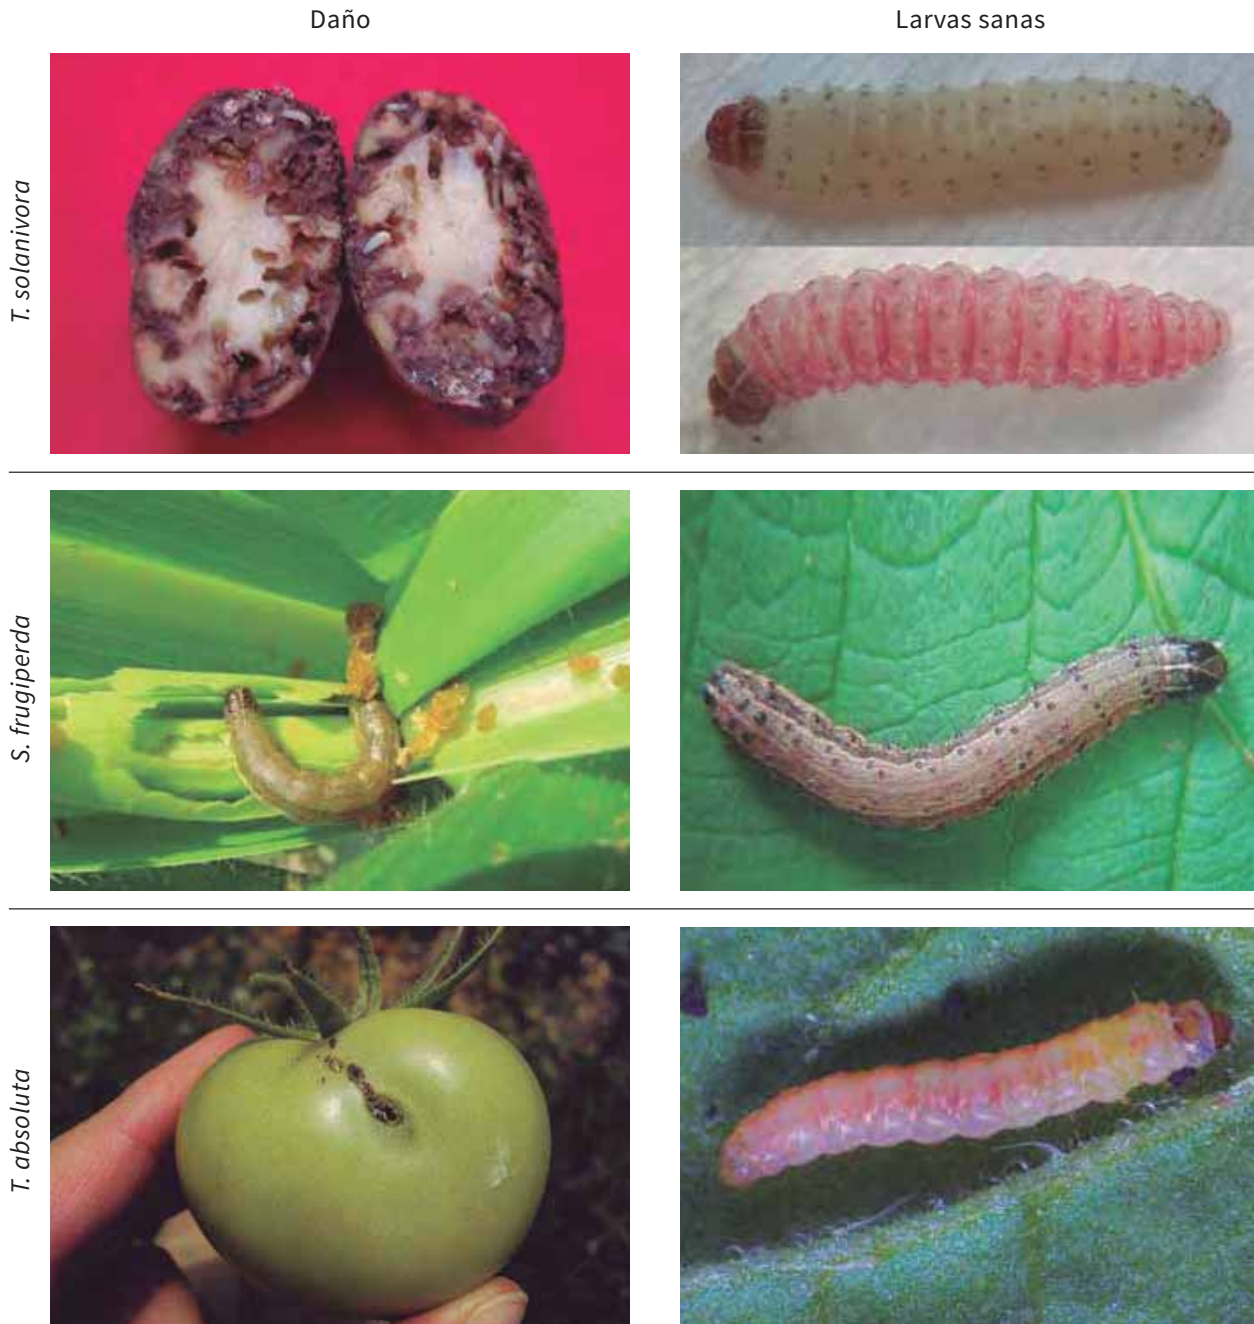 Daño
Larvas sanas
T. solanivora
S. frugiperda
T. absoluta